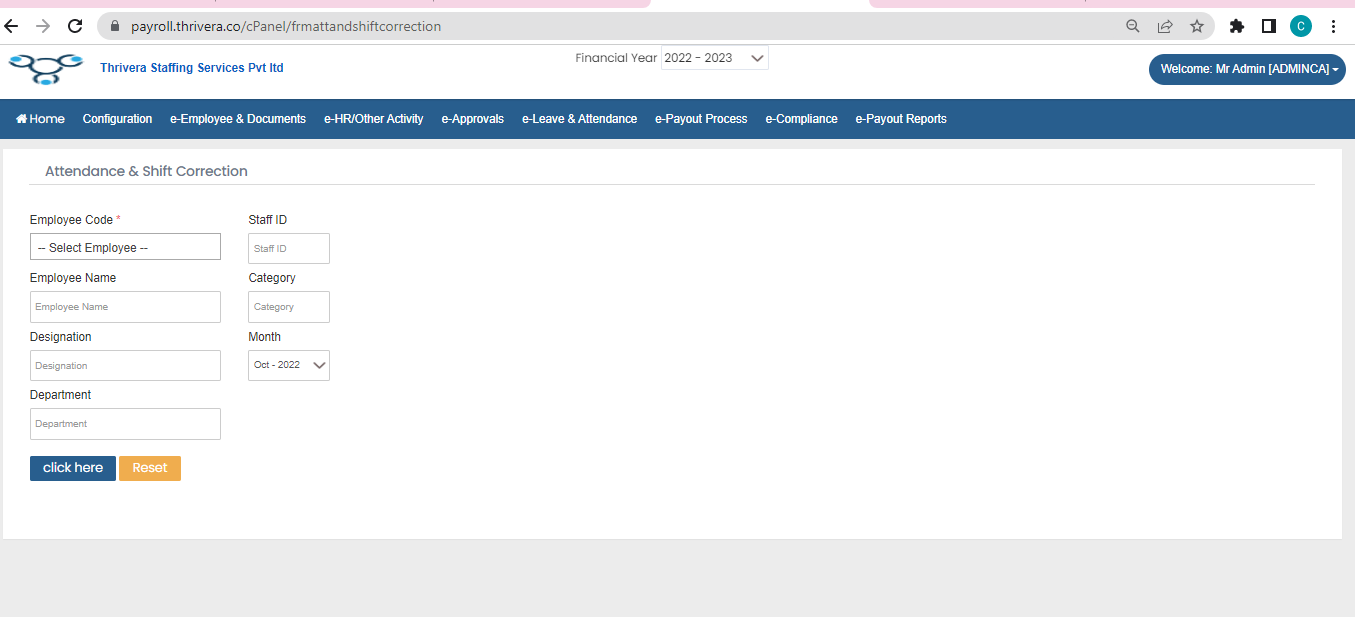 payroll.thrivera.co/cPanel/frmattandshiftcorrection
C
Thrivera Staffing Services Pvt ltd
Financial Year 2022 - 2023
Welcome: Mr Admin [ADMINCA]
Home Configuration e-Employee & Documents e-HR/Other Activity e-Approvals e-Leave & Attendance e-Payout Process e-Compliance e-Payout Reports
Attendance & Shift Correction
Employee Code * Staff ID
-- Select Employee -- Staff ID
Employee Name Category
Employee Name Category
Designation Month
Designation Oct - 2022
Department
Department
click here Reset